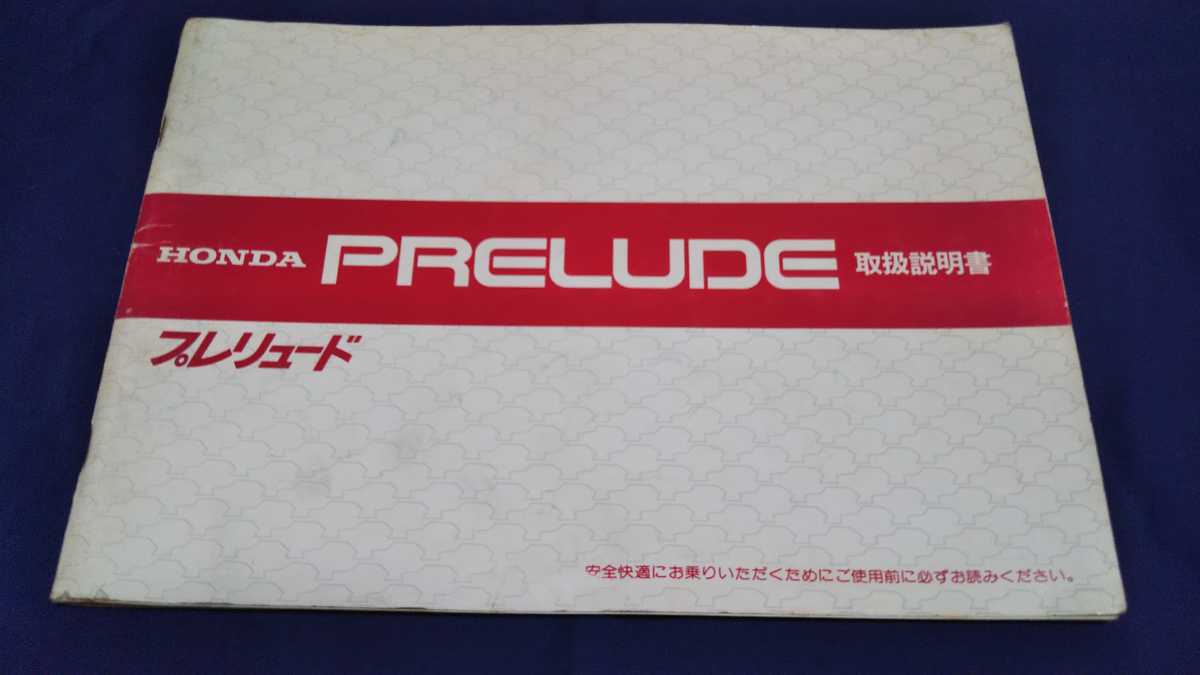 HONDA PRELUDE 取扱説明書
プレリュード
安全快適にお乗りいただくためにご使用前に必ずお読みください。